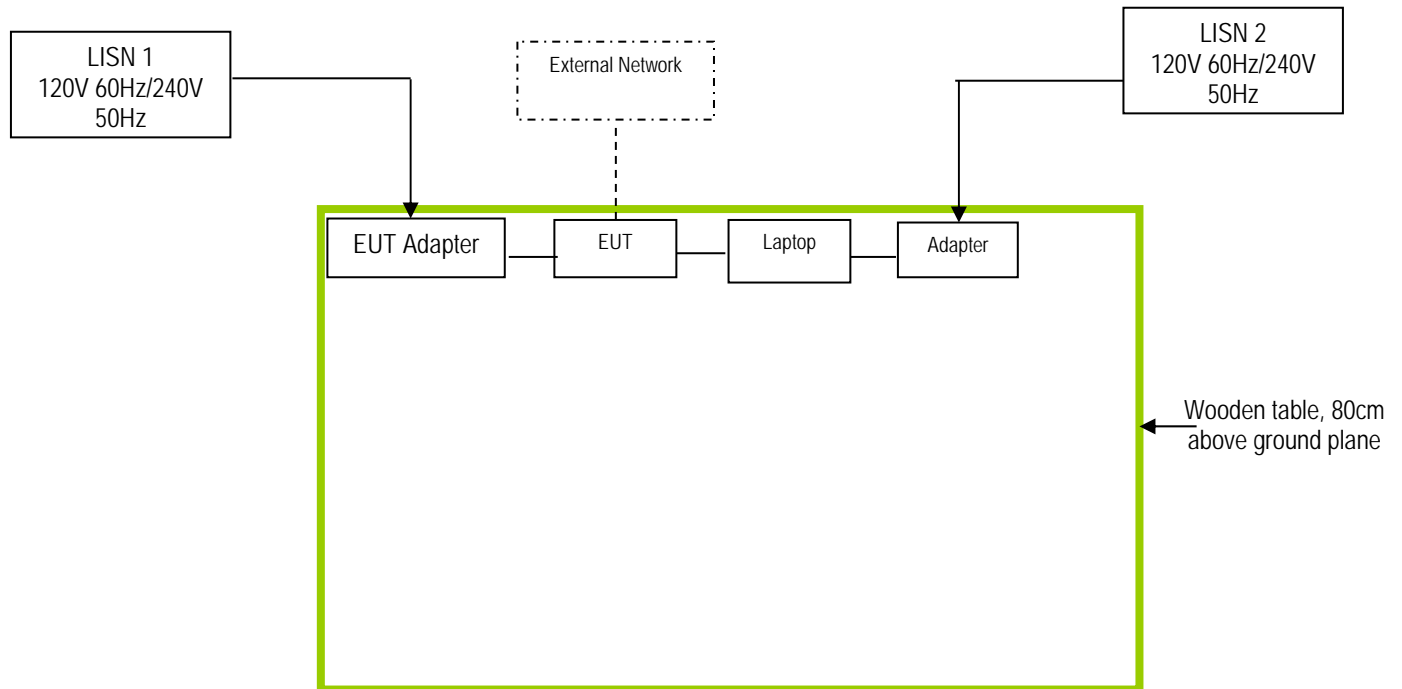 LISN 1
120V 60Hz/240V
50Hz
External Network
LISN 2
120V 60Hz/240V
50Hz
EUT Adapter
EUT
Laptop
Adapter
Wooden table, 80cm
above ground plane